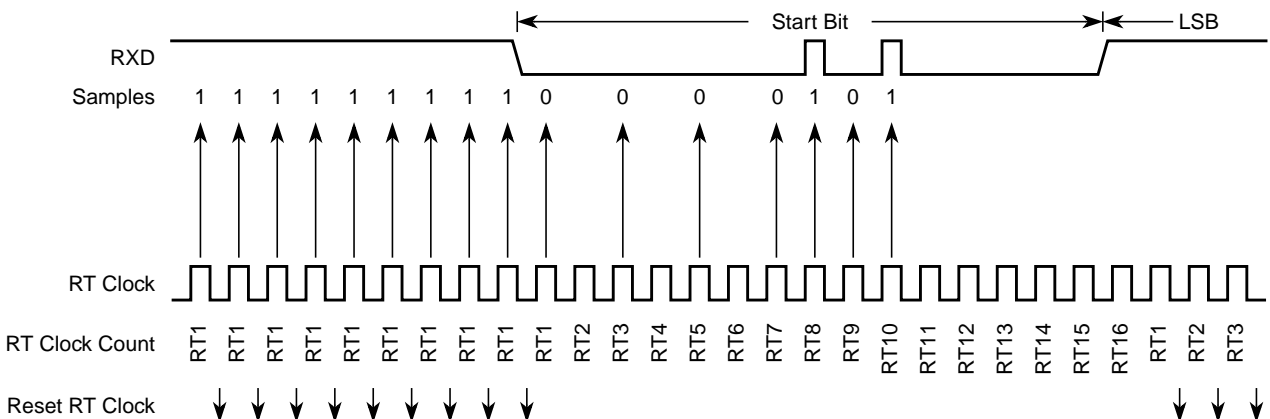 Start Bit LSB
RXD
Samples 1 1 1 1 1 1 1 1 1 0 0 0 0 1 0 1
RT Clock
RT Clock Count RT1 RT1 RT1 RT1 RT1 RT1 RT1 RT1 RT1 RT1 RT2 RT3 RT4 RT5 RT6 RT7 RT8 RT9 RT10 RT11 RT12 RT13 RT14 RT15 RT16 RT1 RT2 RT3
Reset RT Clock